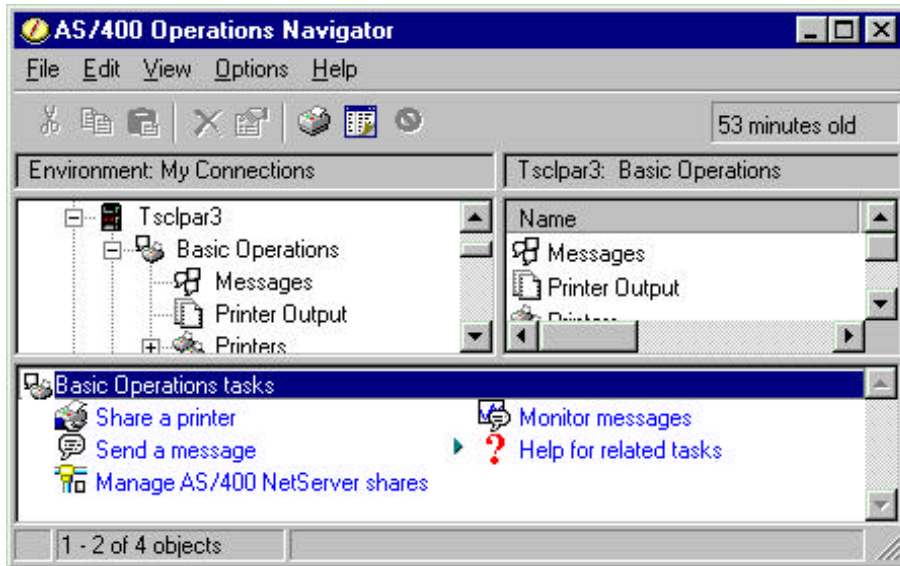 AS/400 Operations Navigator
File Edit View Options Help
53 minutes old
Environment: My Connections
Tsclpar3: Basic Operations
Tsclpar3
Basic Operations
Messages
Printer Output
Printers
Name
Messages
Printer Output
Printers
Basic Operations tasks
Share a printer
Monitor messages
Send a message
Help for related tasks
Manage AS/400 NetServer shares
1 - 2 of 4 objects